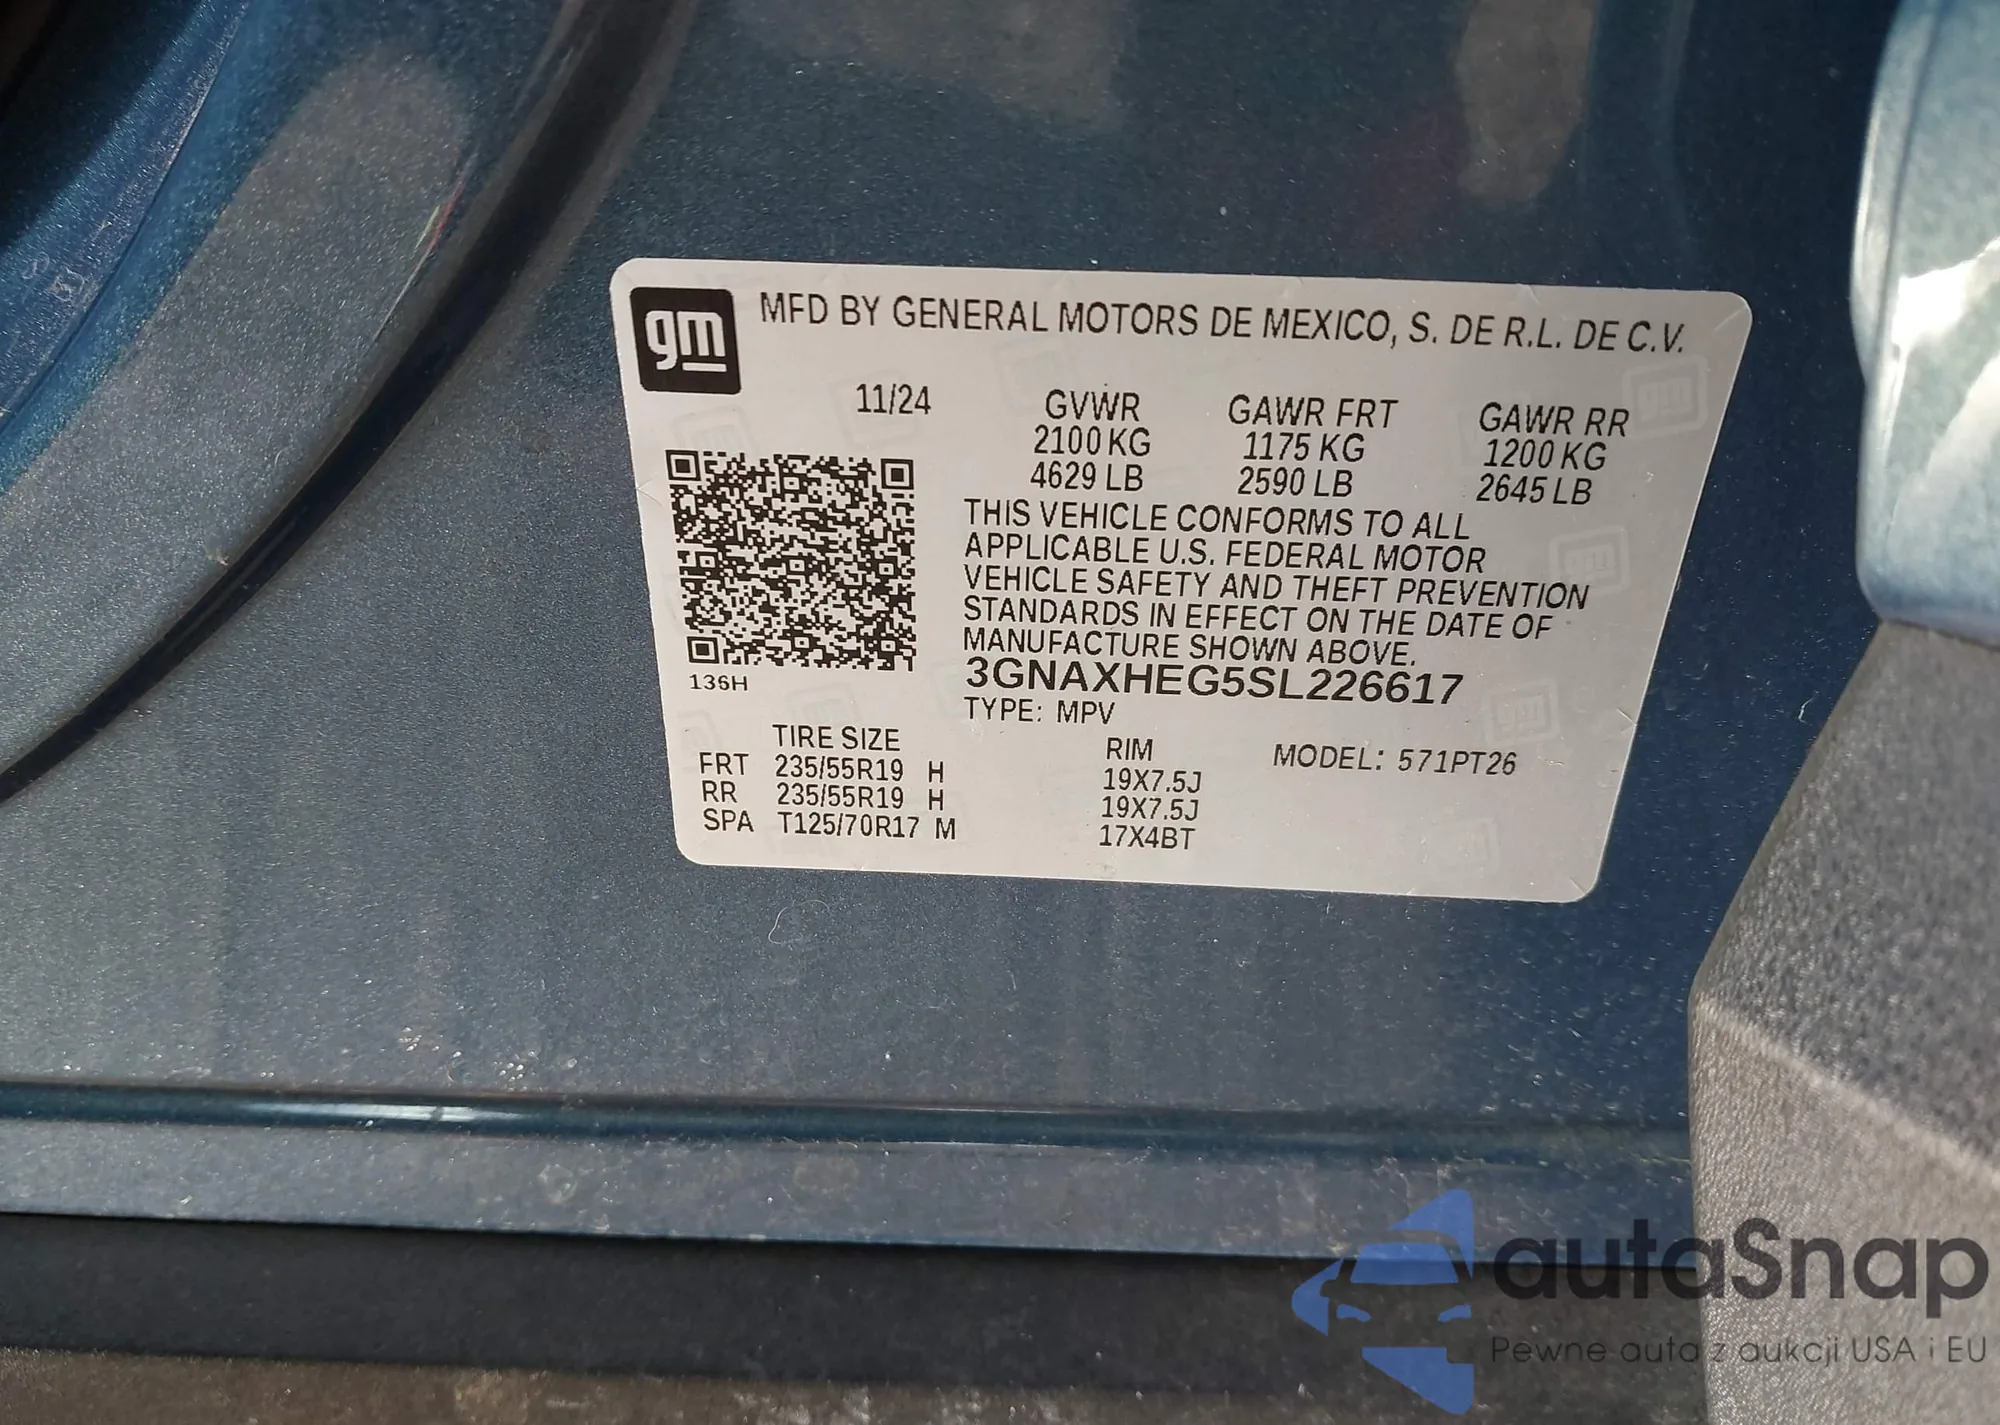 gm
MFD BY GENERAL MOTORS DE MEXICO, S. DE R.L. DE C.V.
11/24 GVWR GAWR FRT GAWR RR
2100 KG 1175 KG 1200 KG
4629 LB 2590 LB 2645 LB
THIS VEHICLE CONFORMS TO ALL
APPLICABLE U.S. FEDERAL MOTOR
VEHICLE SAFETY AND THEFT PREVENTION
STANDARDS IN EFFECT ON THE DATE OF
MANUFACTURE SHOWN ABOVE.
136H
3GNAXHEG5SL226617
TYPE: MPV
TIRE SIZE RIM MODEL: 571PT26
FRT 235/55R19 H 19X7.5J
RR 235/55R19 H 19X7.5J
SPA T125/70R17 M 17X4BT
autaSnap
Pewne auta z aukcji USA i EU